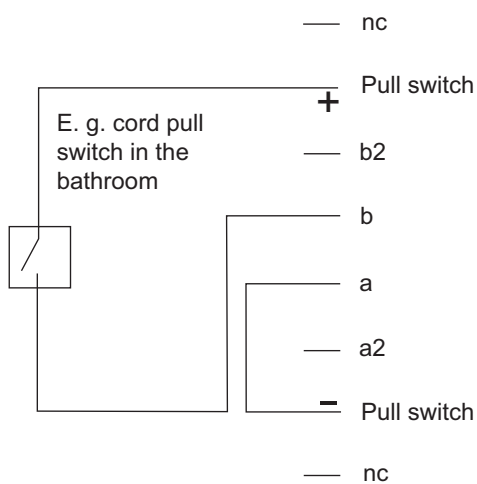 nc
Pull switch
+
E. g. cord pull
switch in the
bathroom
b2
b
a
a2
-
Pull switch
nc